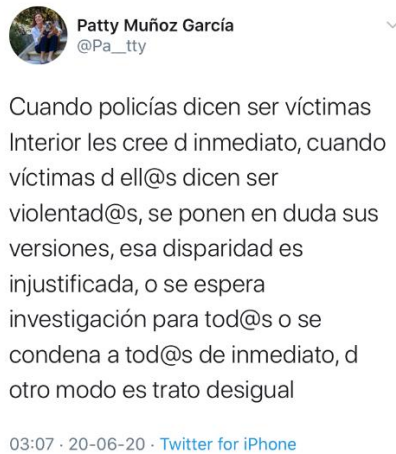 Patty Muñoz García
@Pa__tty
Cuando policías dicen ser víctimas
Interior les cree d inmediato, cuando
víctimas d ell@s dicen ser
violentad@s, se ponen en duda sus
versiones, esa disparidad es
injustificada, o se espera
investigación para tod@s o se
condena a tod@s de inmediato, d
otro modo es trato desigual
03:07 · 20-06-20 · Twitter for iPhone